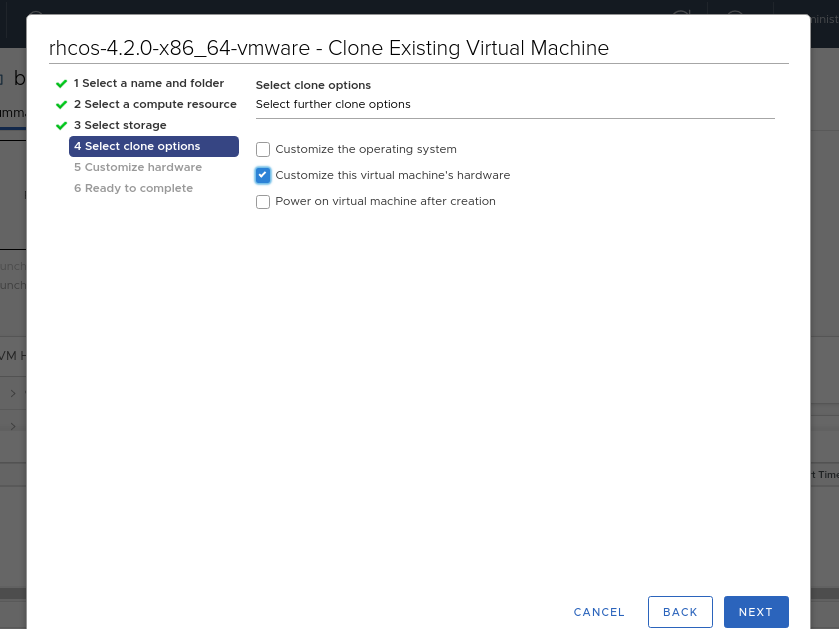 rhcos-4.2.0-x86_64-vmware - Clone Existing Virtual Machine
1 Select a name and folder
2 Select a compute resource
3 Select storage
4 Select clone options
5 Customize hardware
6 Ready to complete
Select clone options
Select further clone options
Customize the operating system
Customize this virtual machine's hardware
Power on virtual machine after creation
VM H
t Time
CANCEL
BACK
NEXT